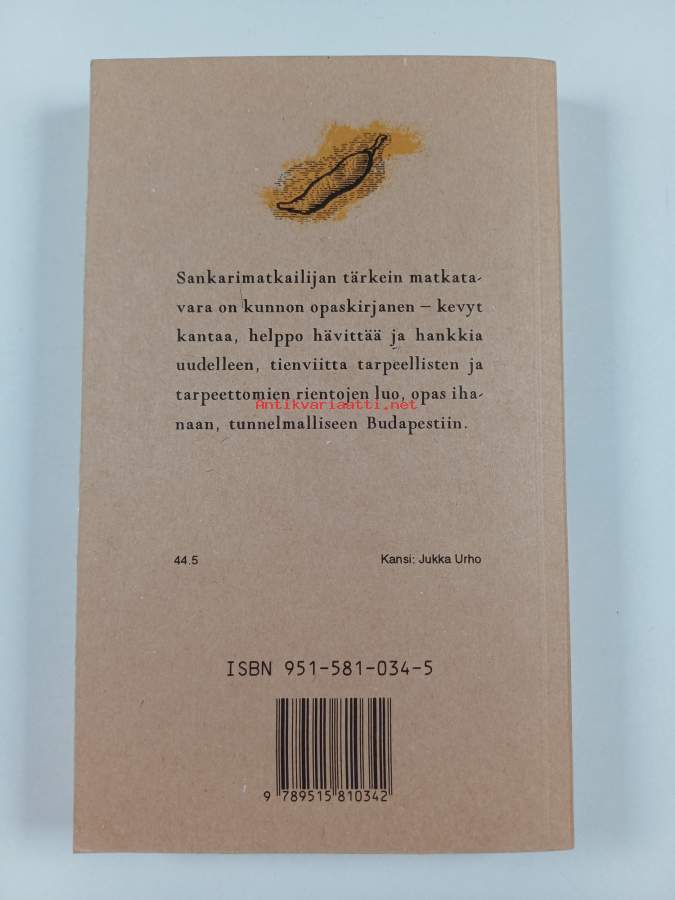 Sankarimatkailijan tärkein matkata-
vara on kunnon opaskirjanen – kevyt
kantaa, helppo hävittää ja hankkia
uudelleen, tienviitta tarpeellisten ja
tarpeettomien rientojen luo, opas iha-
Antikvariaatti.net
naan, tunnelmalliseen Budapestiin.
44.5 Kansi: Jukka Urho
ISBN 951-581-034-5
9 789515 810342